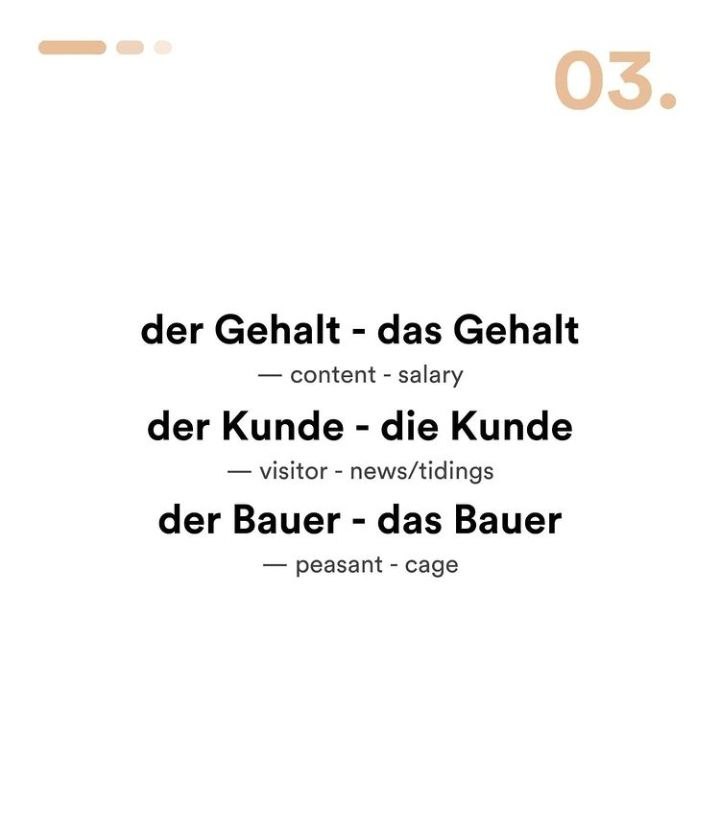 03.
der Gehalt - das Gehalt
— content - salary
der Kunde - die Kunde
— visitor - news/tidings
der Bauer - das Bauer
— peasant - cage